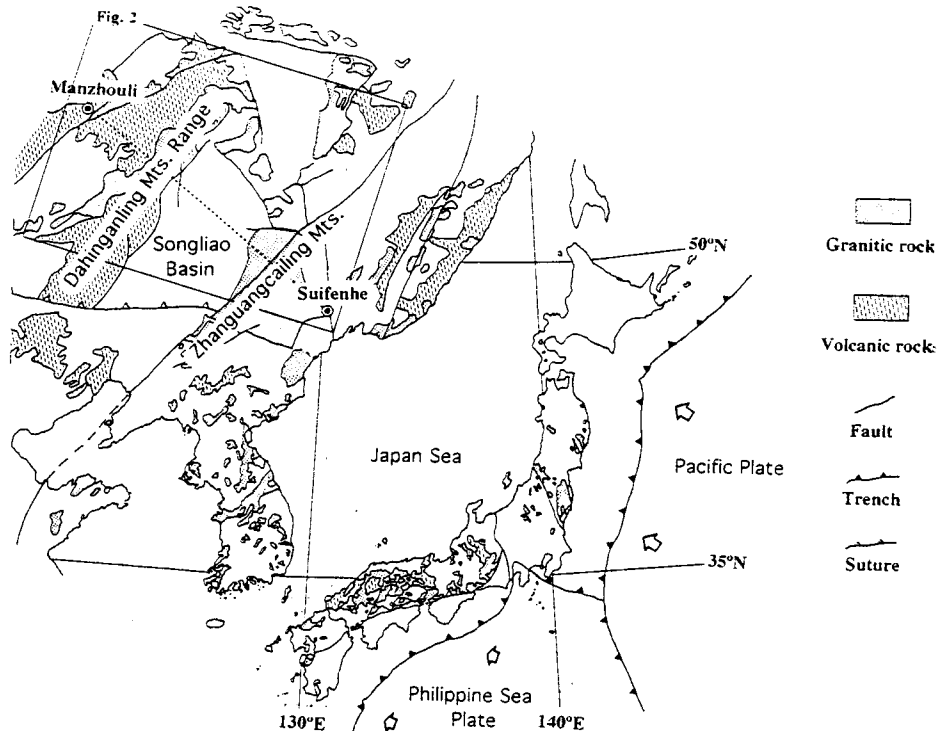 Fig. 2
Manzhouli
Dahinganling Mts. Range
Songliao
Basin
Zhanguangcailing Mts.
Suifenhe
50°N
Japan Sea
Pacific Plate
35°N
Philippine Sea
Plate
130°E
140°E
Granitic rock
Volcanic rocks
Fault
Trench
Suture